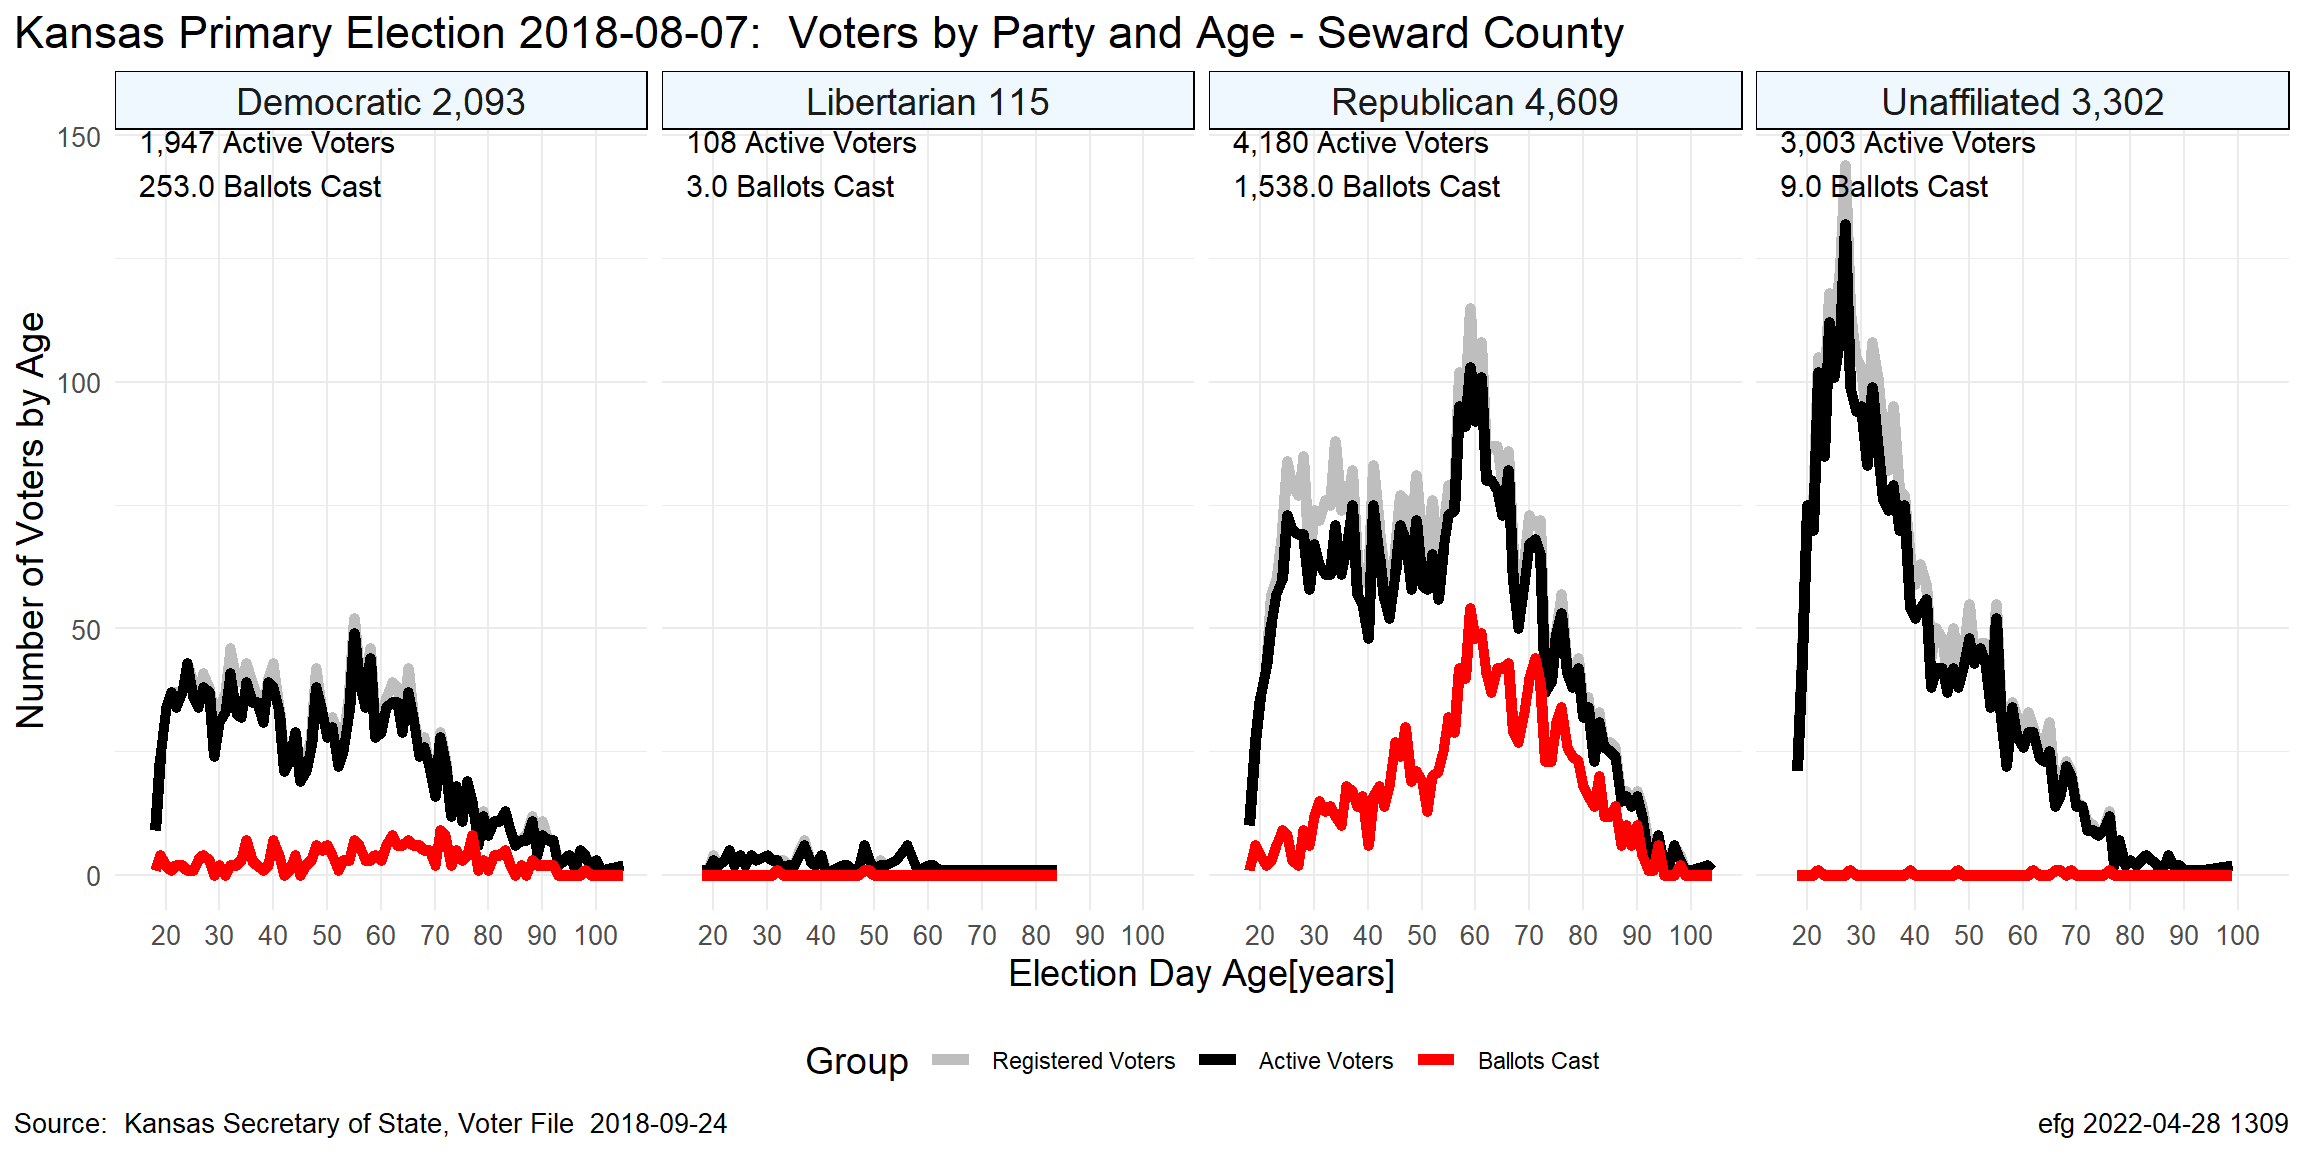 Kansas Primary Election 2018-08-07:  Voters by Party and Age - Seward County
Democratic 2,093
Libertarian 115
Republican 4,609
Unaffiliated 3,302
1,947 Active Voters
253.0 Ballots Cast
108 Active Voters
3.0 Ballots Cast
4,180 Active Voters
1,538.0 Ballots Cast
3,003 Active Voters
9.0 Ballots Cast
Number of Voters by Age
150
100
50
0
20 30 40 50 60 70 80 90 100
20 30 40 50 60 70 80 90 100
20 30 40 50 60 70 80 90 100
20 30 40 50 60 70 80 90 100
Election Day Age[years]
Group Registered Voters Active Voters Ballots Cast
Source:  Kansas Secretary of State, Voter File  2018-09-24
efg 2022-04-28 1309